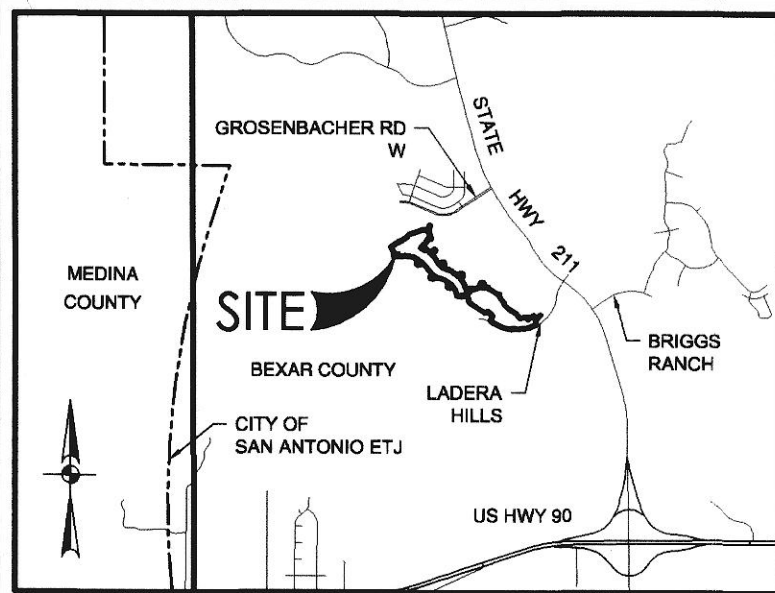 GROSENBACHER RD
W
STATE
HWY
211
MEDINA
COUNTY
SITE
BEXAR COUNTY
BRIGGS
RANCH
LADERA
HILLS
CITY OF
SAN ANTONIO ETJ
US HWY 90